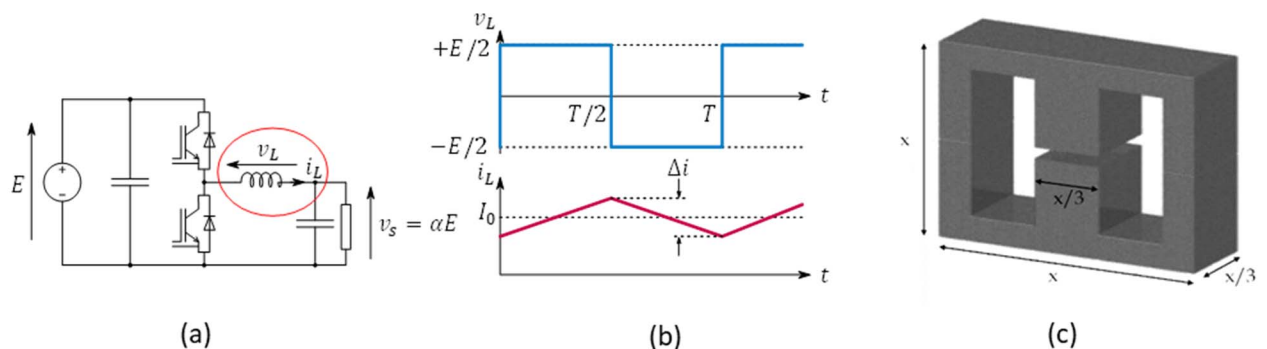 E
+
-
v_L
i_L
v_s = αE
(a)
v_L
+E/2
T/2
T
t
−E/2
i_L
Δi
I_0
t
(b)
x
x/3
x
x/3
(c)